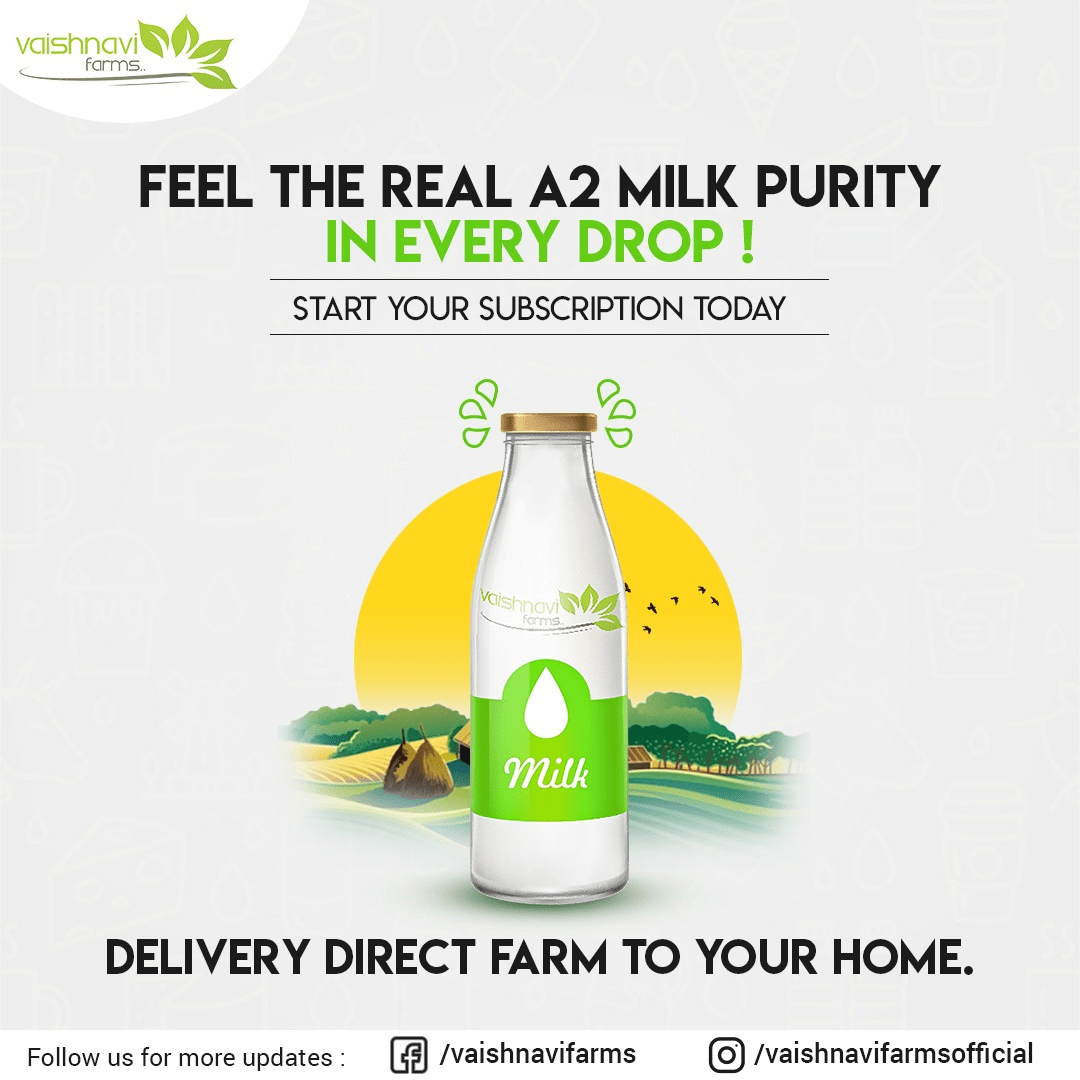 vaishnavi
farms..
FEEL THE REAL A2 MILK PURITY
IN EVERY DROP !
START YOUR SUBSCRIPTION TODAY
vaishnavi
farms..
Milk
DELIVERY DIRECT FARM TO YOUR HOME.
Follow us for more updates : /vaishnavifarms /vaishnavifarmsofficial